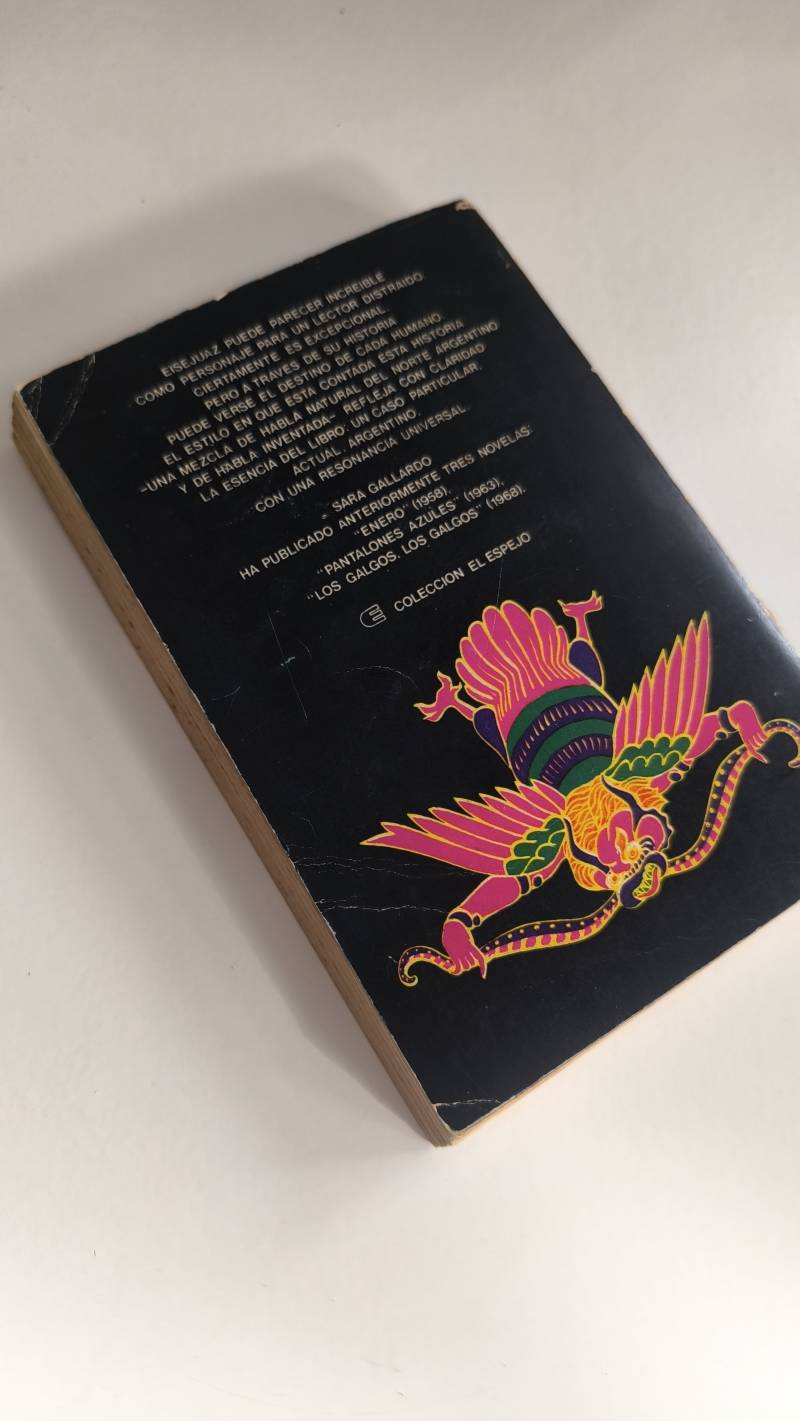 EISEJUAZ PUEDE PARECER INCREIBLE
COMO PERSONAJE PARA UN LECTOR DISTRAIDO
CIERTAMENTE ES EXCEPCIONAL.
PERO A TRAVES DE SU HISTORIA
PUEDE VERSE EL DESTINO DE CADA HUMANO.
EL ESTILO EN QUE ESTA CONTADA ESTA HISTORIA
-UNA MEZCLA DE HABLA NATURAL DEL NORTE ARGENTINO
Y DE HABLA INVENTADA- REFLEJA CON CLARIDAD
LA ESENCIA DEL LIBRO: UN CASO PARTICULAR.
ACTUAL. ARGENTINO.
CON UNA RESONANCIA UNIVERSAL.
* SARA GALLARDO
HA PUBLICADO ANTERIORMENTE TRES NOVELAS:
"ENERO" (1958),
"PANTALONES AZULES" (1963),
"LOS GALGOS, LOS GALGOS" (1968).
COLECCION EL ESPEJO